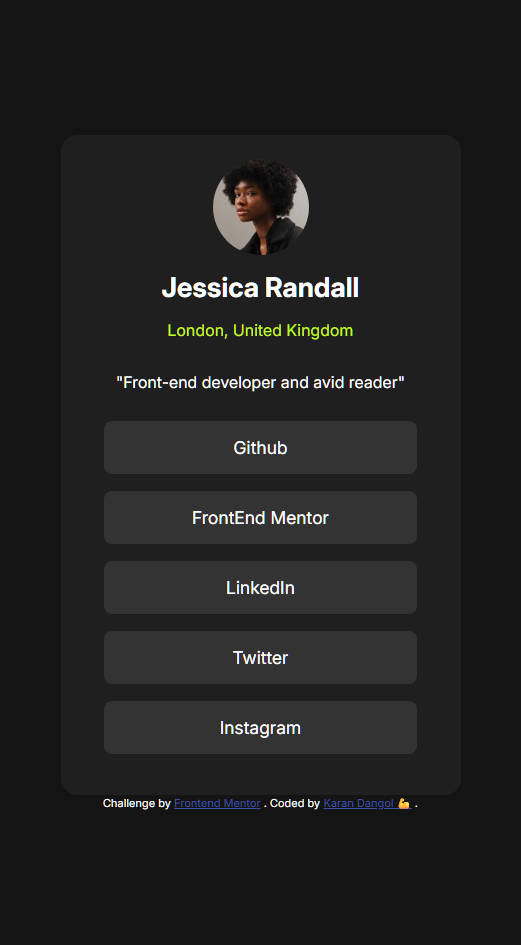 Jessica Randall
London, United Kingdom
"Front-end developer and avid reader"
Github
FrontEnd Mentor
LinkedIn
Twitter
Instagram
Challenge by Frontend Mentor . Coded by Karan Dangol 💪 .